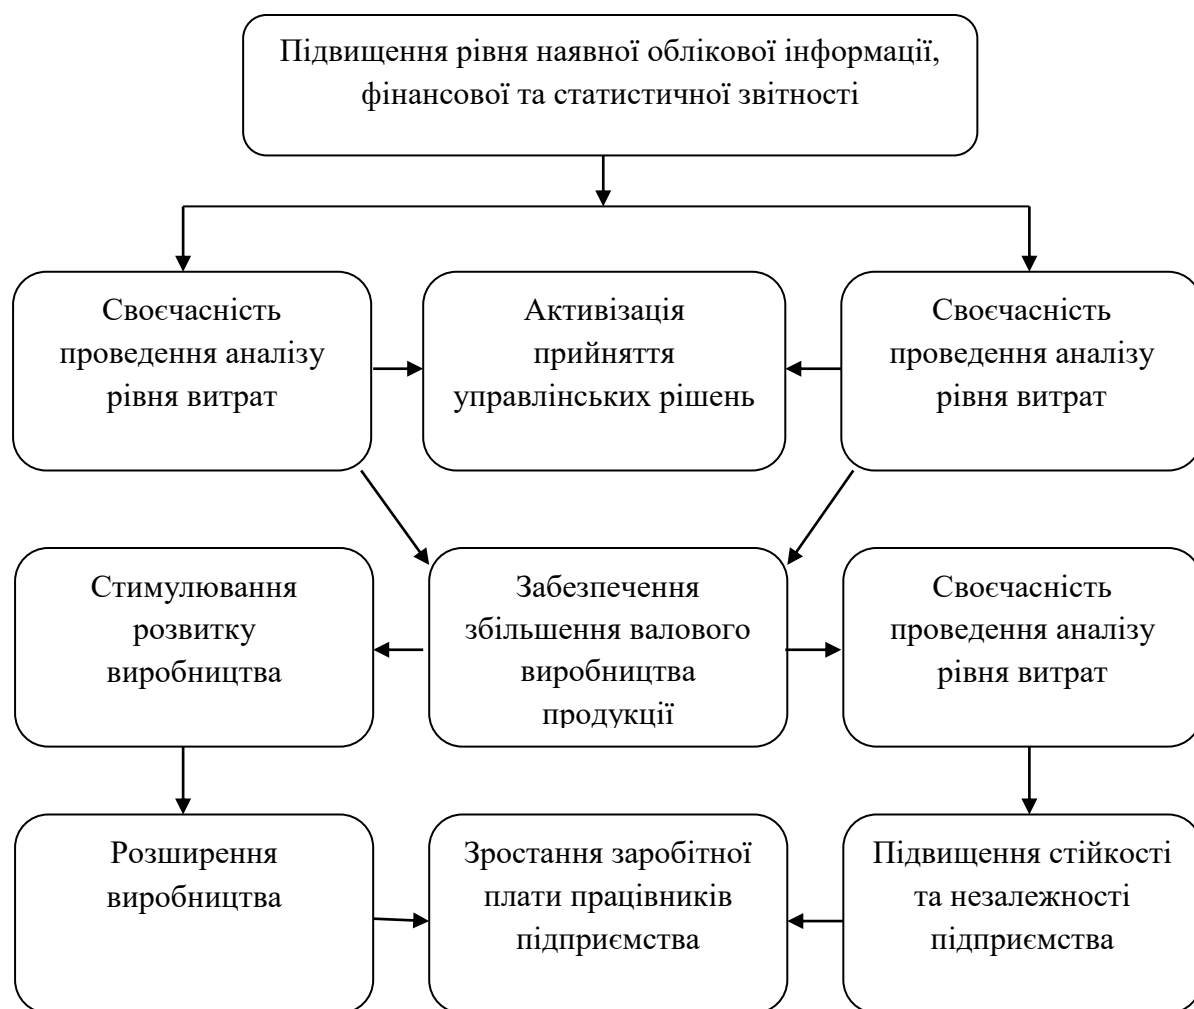 Підвищення рівня наявної облікової інформації,
фінансової та статистичної звітності
Своєчасність
проведення аналізу
рівня витрат
Активізація
прийняття
управлінських рішень
Своєчасність
проведення аналізу
рівня витрат
Стимулювання
розвитку
виробництва
Забезпечення
збільшення валового
виробництва
продукції
Своєчасність
проведення аналізу
рівня витрат
Розширення
виробництва
Зростання заробітної
плати працівників
підприємства
Підвищення стійкості
та незалежності
підприємства